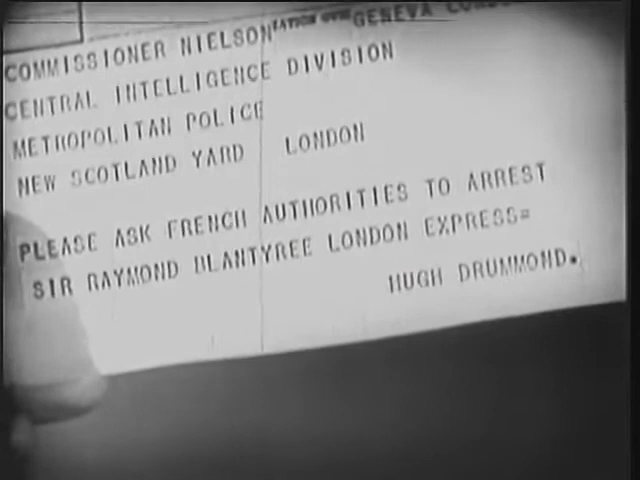 GENEVA
COMMISSIONER NIELSON
CENTRAL INTELLIGENCE DIVISION
METROPOLITAN POLICE
NEW SCOTLAND YARD LONDON
PLEASE ASK FRENCH AUTHORITIES TO ARREST
SIR RAYMOND BLANTYREE LONDON EXPRESS=
HUGH DRUMMOND.